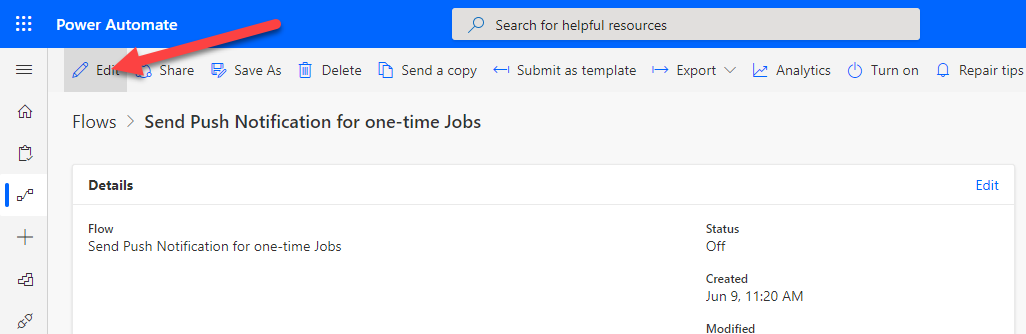 Power Automate
Search for helpful resources
Edit Share Save As Delete Send a copy Submit as template Export Analytics Turn on Repair tips
Flows > Send Push Notification for one-time Jobs
Details Edit
Flow Status
Send Push Notification for one-time Jobs Off
Created
Jun 9, 11:20 AM
Modified